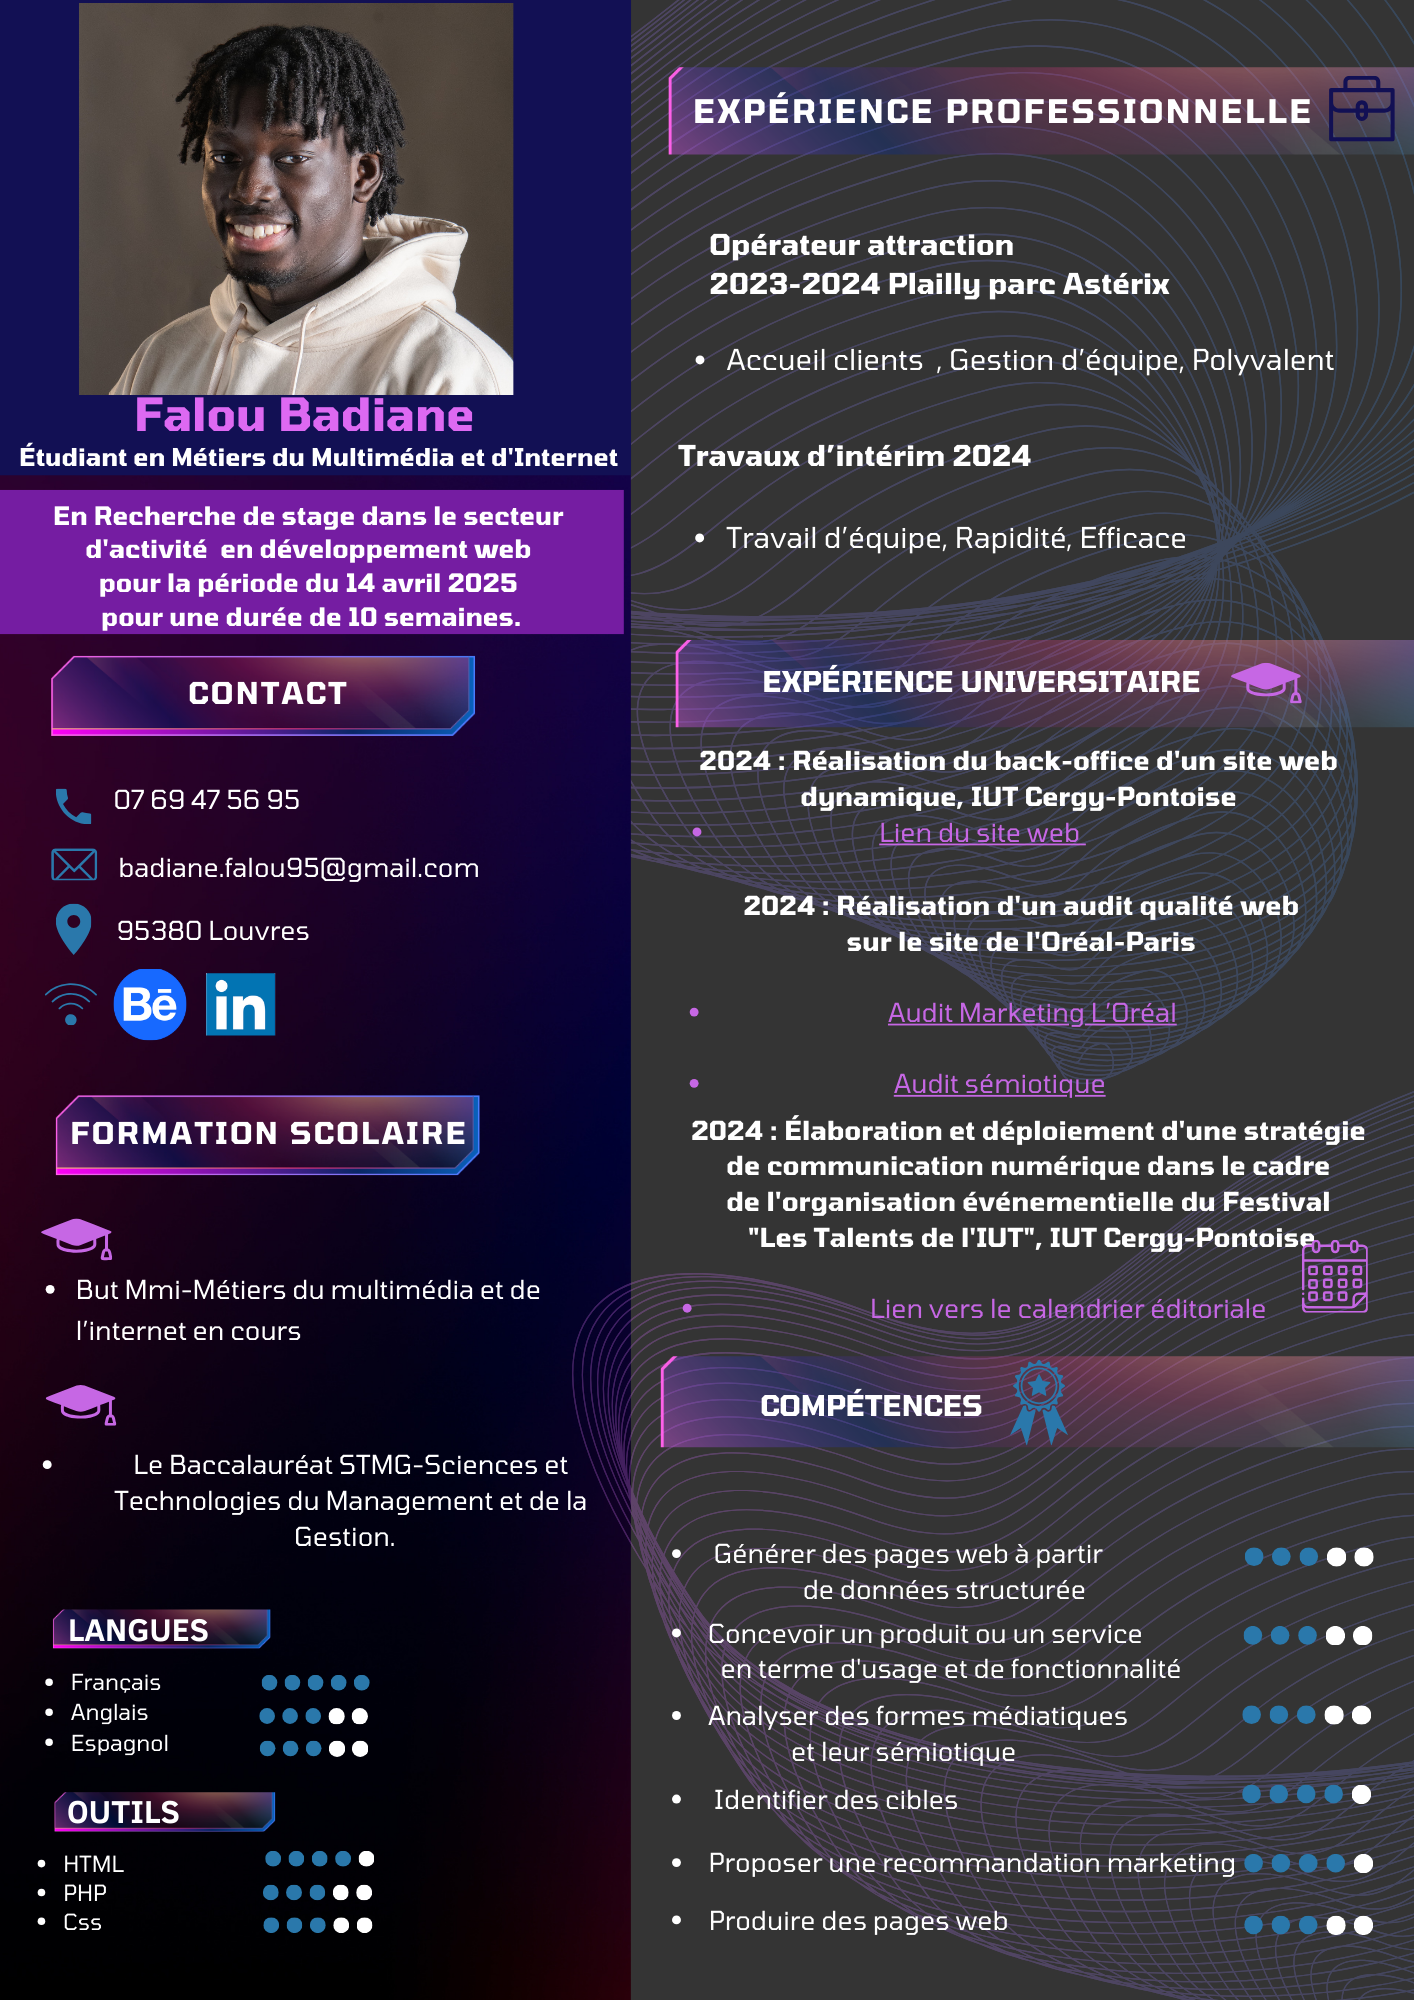 Falou Badiane
Étudiant en Métiers du Multimédia et d'Internet
En Recherche de stage dans le secteur
d'activité en développement web
pour la période du 14 avril 2025
pour une durée de 10 semaines.
CONTACT
07 69 47 56 95
badiane.falou95@gmail.com
95380 Louvres
Bē in
FORMATION SCOLAIRE
• But Mmi-Métiers du multimédia et de
l'internet en cours
• Le Baccalauréat STMG-Sciences et
Technologies du Management et de la
Gestion.
LANGUES
• Français
• Anglais
• Espagnol
OUTILS
• HTML
• PHP
• Css
EXPÉRIENCE PROFESSIONNELLE
Opérateur attraction
2023-2024 Plailly parc Astérix
• Accueil clients , Gestion d’équipe, Polyvalent
Travaux d’intérim 2024
• Travail d’équipe, Rapidité, Efficace
EXPÉRIENCE UNIVERSITAIRE
2024 : Réalisation du back-office d'un site web
dynamique, IUT Cergy-Pontoise
• Lien du site web
2024 : Réalisation d'un audit qualité web
sur le site de l'Oréal-Paris
• Audit Marketing L’Oréal
• Audit sémiotique
2024 : Élaboration et déploiement d'une stratégie
de communication numérique dans le cadre
de l'organisation événementielle du Festival
"Les Talents de l'IUT", IUT Cergy-Pontoise
• Lien vers le calendrier éditoriale
COMPÉTENCES
• Générer des pages web à partir
de données structurée
• Concevoir un produit ou un service
en terme d'usage et de fonctionnalité
• Analyser des formes médiatiques
et leur sémiotique
• Identifier des cibles
• Proposer une recommandation marketing
• Produire des pages web